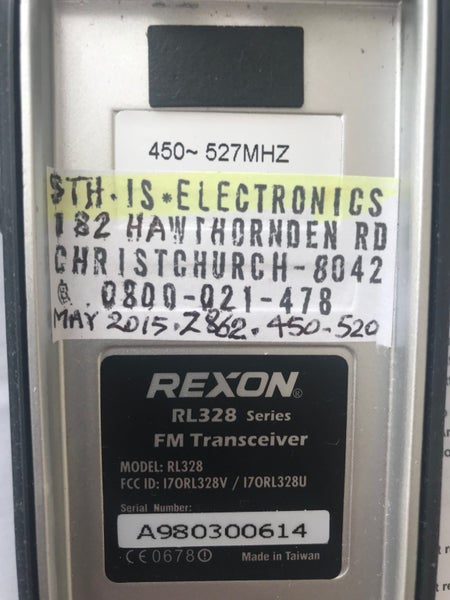 450~ 527MHZ
STH·IS*ELECTRONICS
182 HAWTHORNDEN RD
CHRISTCHURCH-8042
0800-021-478
MAY 2015·7862·450-520
REXON®
RL328 Series
FM Transceiver
MODEL: RL328
FCC ID: I7ORL328V / I7ORL328U
Serial Number:
A980300614
CE0678
Made in Taiwan